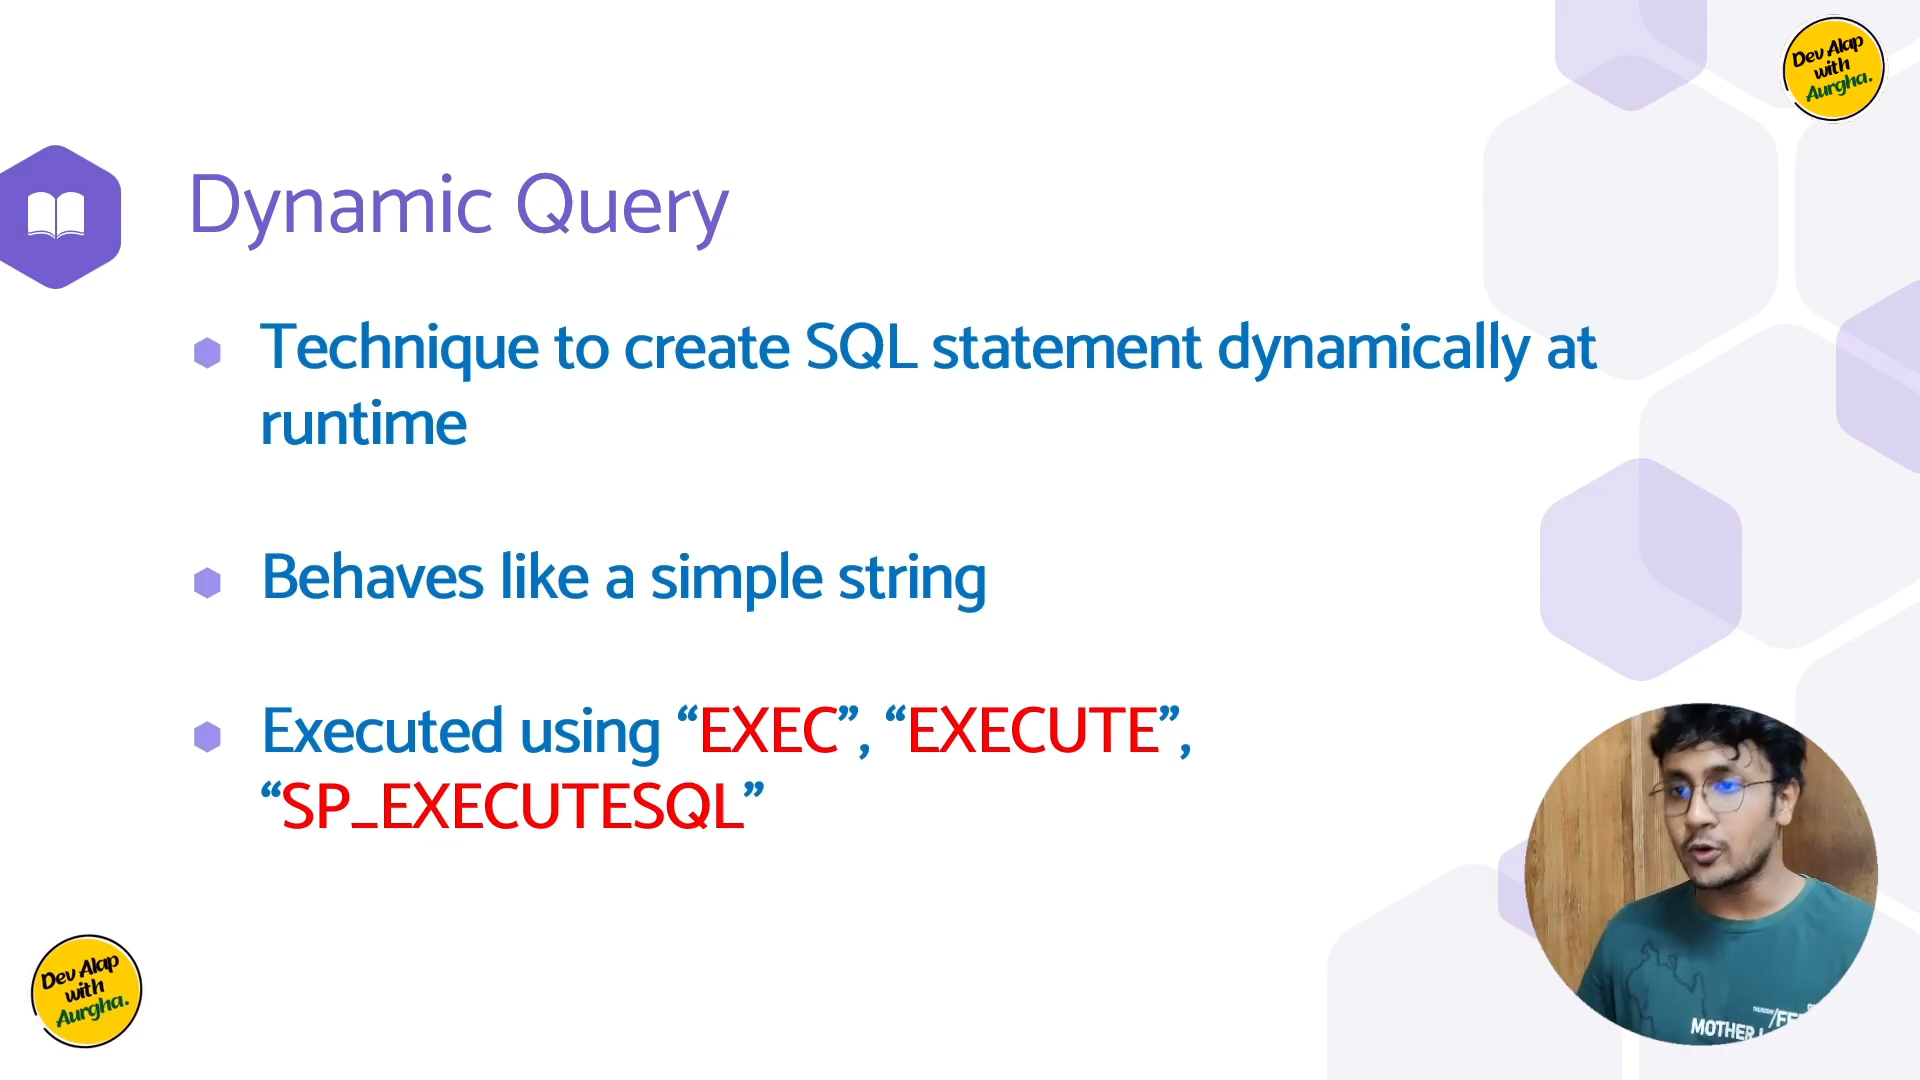 Dev Alap
with
Aurgha.
Dynamic Query
Technique to create SQL statement dynamically at
runtime
Behaves like a simple string
Executed using “EXEC”, “EXECUTE”,
“SP_EXECUTESQL”
Dev Alap
with
Aurgha.
MOTHER